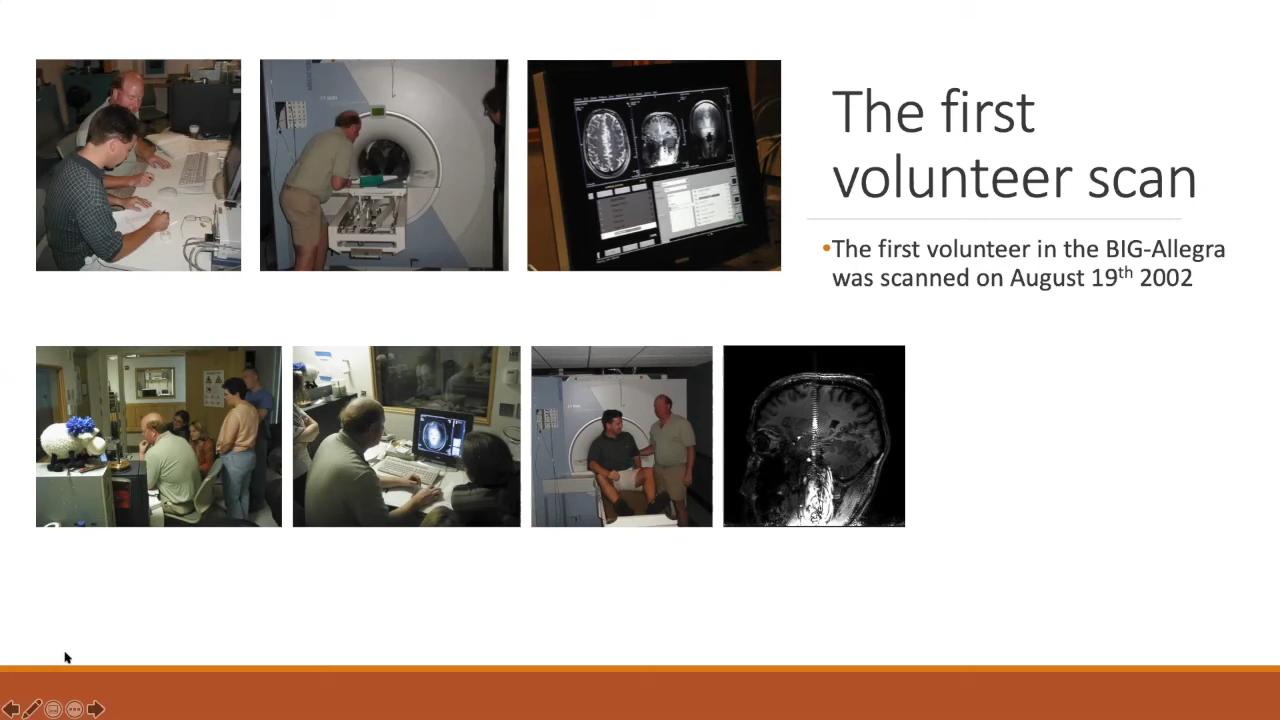 The first
volunteer scan
•The first volunteer in the BIG-Allegra
was scanned on August 19th 2002